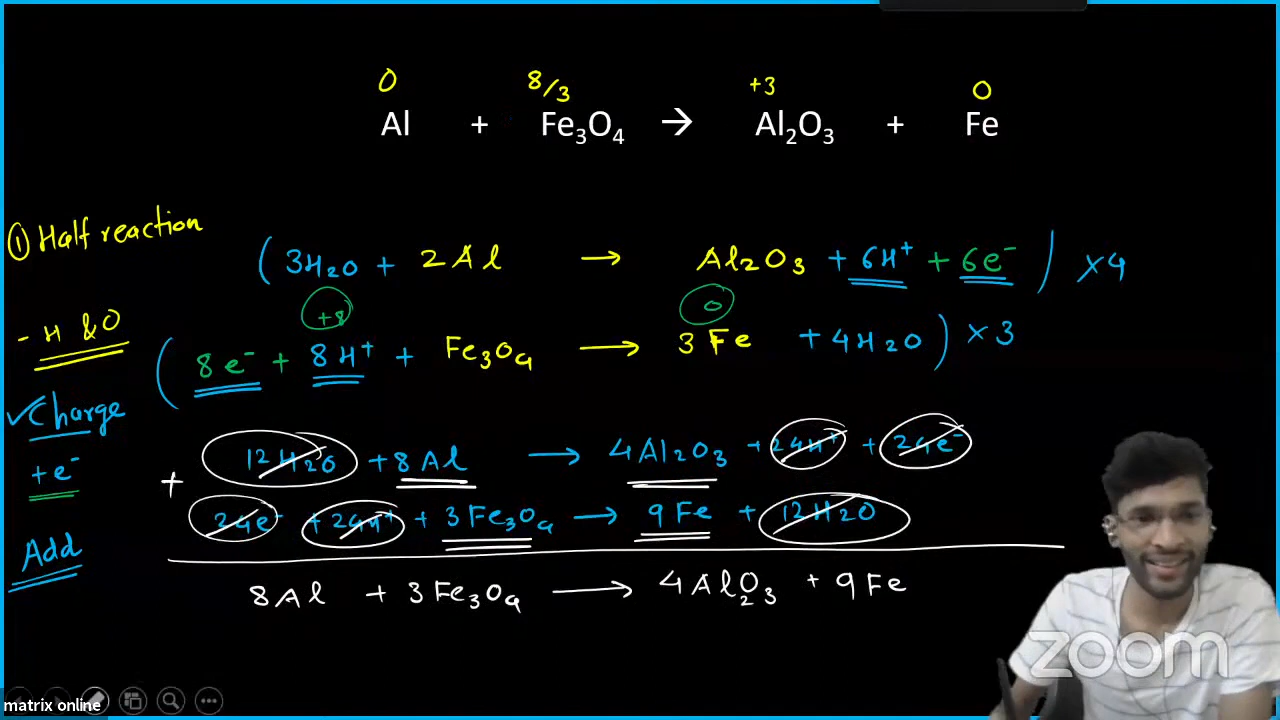 0 8/3 +3 0
Al + Fe₃O₄ → Al₂O₃ + Fe
① Half reaction
(3H₂O + 2Al → Al₂O₃ + 6H⁺ + 6e⁻) ×4
+8 0
- H & O
(8e⁻ + 8H⁺ + Fe₃O₄ → 3Fe + 4H₂O) ×3
✓Charge
+e⁻
12H₂O + 8Al → 4Al₂O₃ + 24H⁺ + 24e⁻
+
24e⁻ + 24H⁺ + 3Fe₃O₄ → 9Fe + 12H₂O
Add
8Al + 3Fe₃O₄ → 4Al₂O₃ + 9Fe
zoom
matrix online